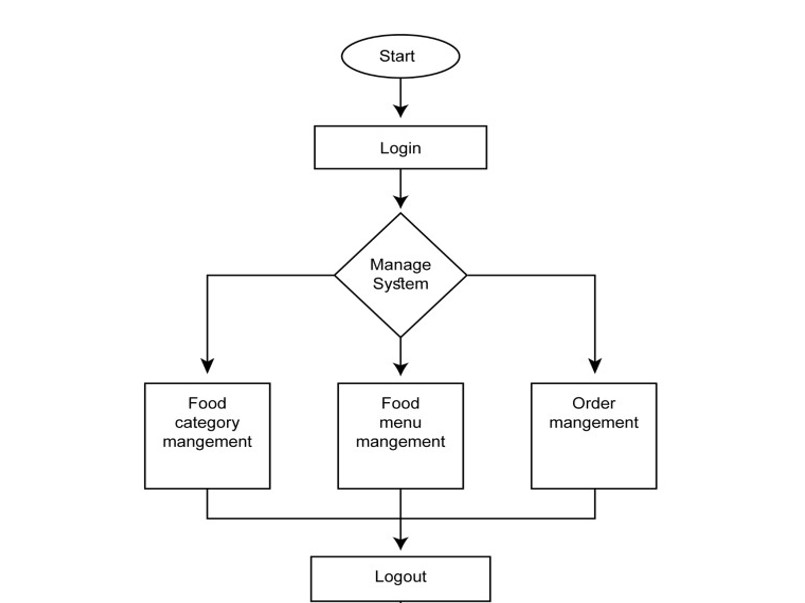 Start
Login
Manage
System
Food
category
mangement
Food
menu
mangement
Order
mangement
Logout